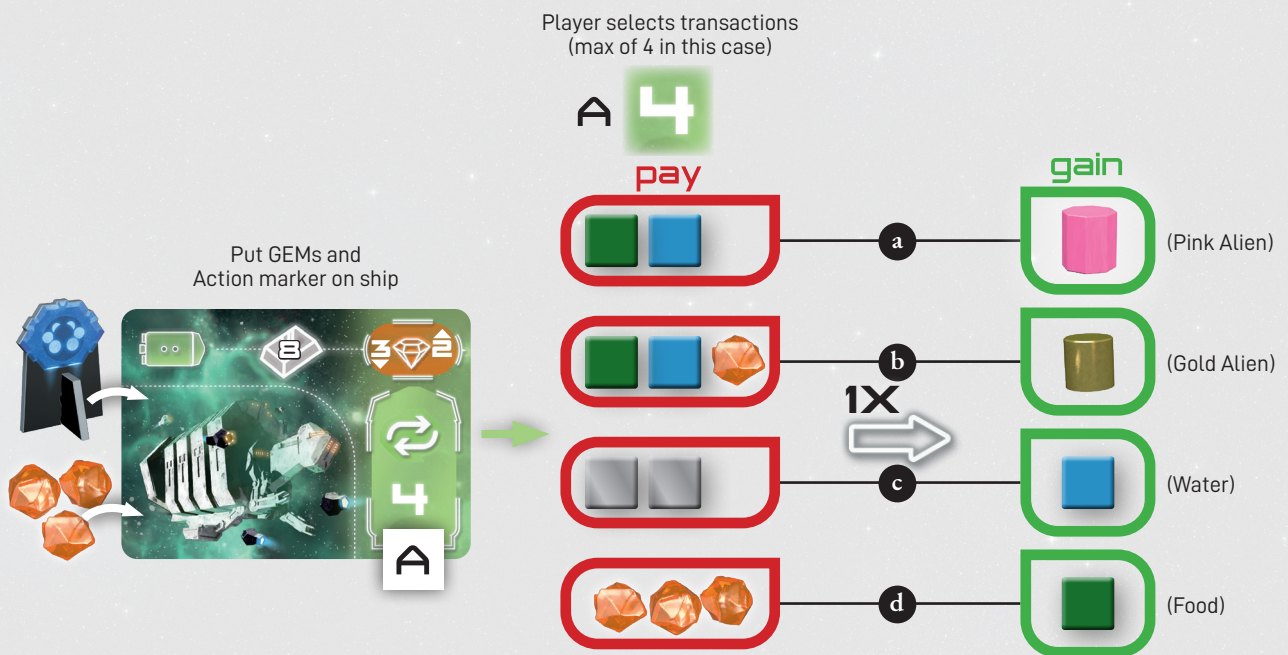 Player selects transactions
(max of 4 in this case)
A 4
pay
gain
a
(Pink Alien)
Put GEMs and
Action marker on ship
8
3 2
b
(Gold Alien)
1X
4
c
(Water)
A
d
(Food)